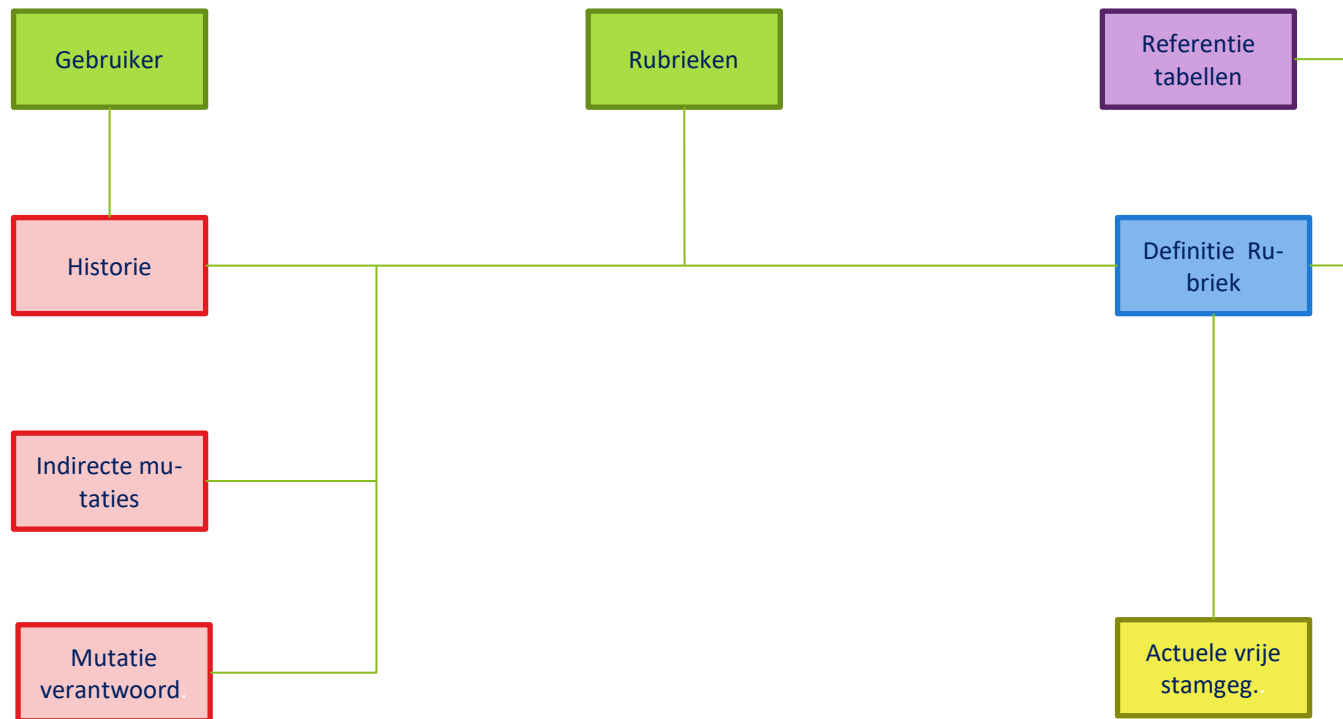 Gebruiker
Rubrieken
Referentie
tabellen
Historie
Definitie Ru-
briek
Indirecte mu-
taties
Mutatie
verantwoord.
Actuele vrije
stamgeg..